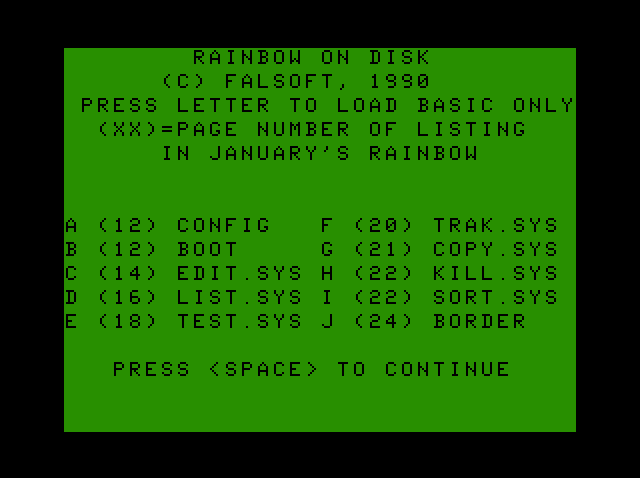 RAINBOW ON DISK
(C) FALSOFT, 1990
PRESS LETTER TO LOAD BASIC ONLY
(XX)=PAGE NUMBER OF LISTING
IN JANUARY'S RAINBOW
A (12) CONFIG F (20) TRAK.SYS
B (12) BOOT G (21) COPY.SYS
C (14) EDIT.SYS H (22) KILL.SYS
D (16) LIST.SYS I (22) SORT.SYS
E (18) TEST.SYS J (24) BORDER
PRESS <SPACE> TO CONTINUE